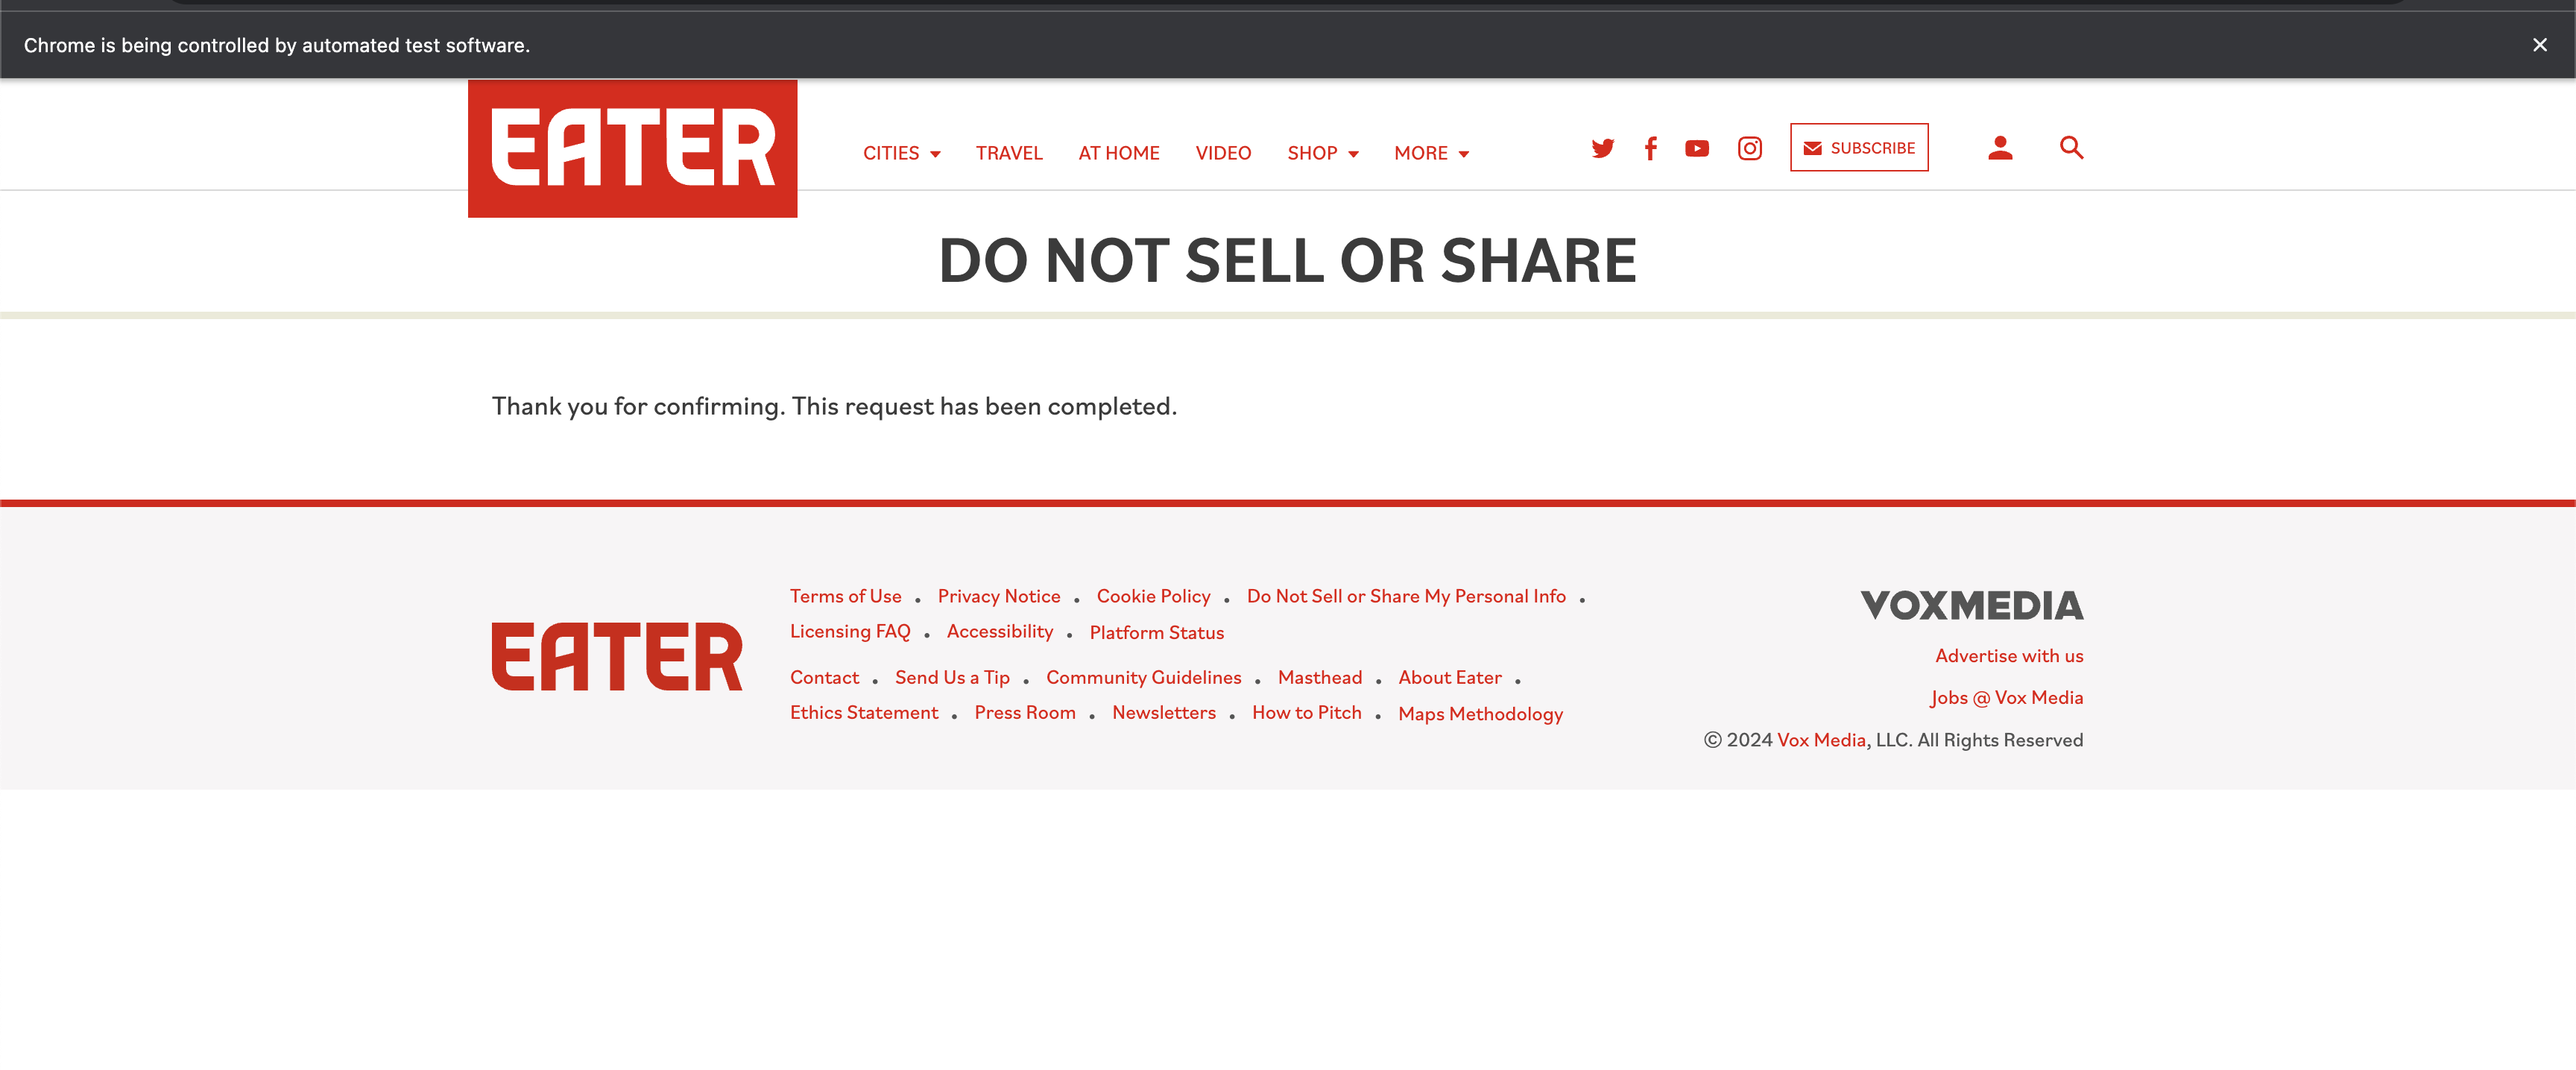 Chrome is being controlled by automated test software.
EATER
CITIES TRAVEL AT HOME VIDEO SHOP MORE SUBSCRIBE
DO NOT SELL OR SHARE
Thank you for confirming. This request has been completed.
EATER
Terms of Use • Privacy Notice • Cookie Policy • Do Not Sell or Share My Personal Info •
Licensing FAQ • Accessibility • Platform Status
Contact • Send Us a Tip • Community Guidelines • Masthead • About Eater •
Ethics Statement • Press Room • Newsletters • How to Pitch • Maps Methodology
VOXMEDIA
Advertise with us
Jobs @ Vox Media
© 2024 Vox Media, LLC. All Rights Reserved